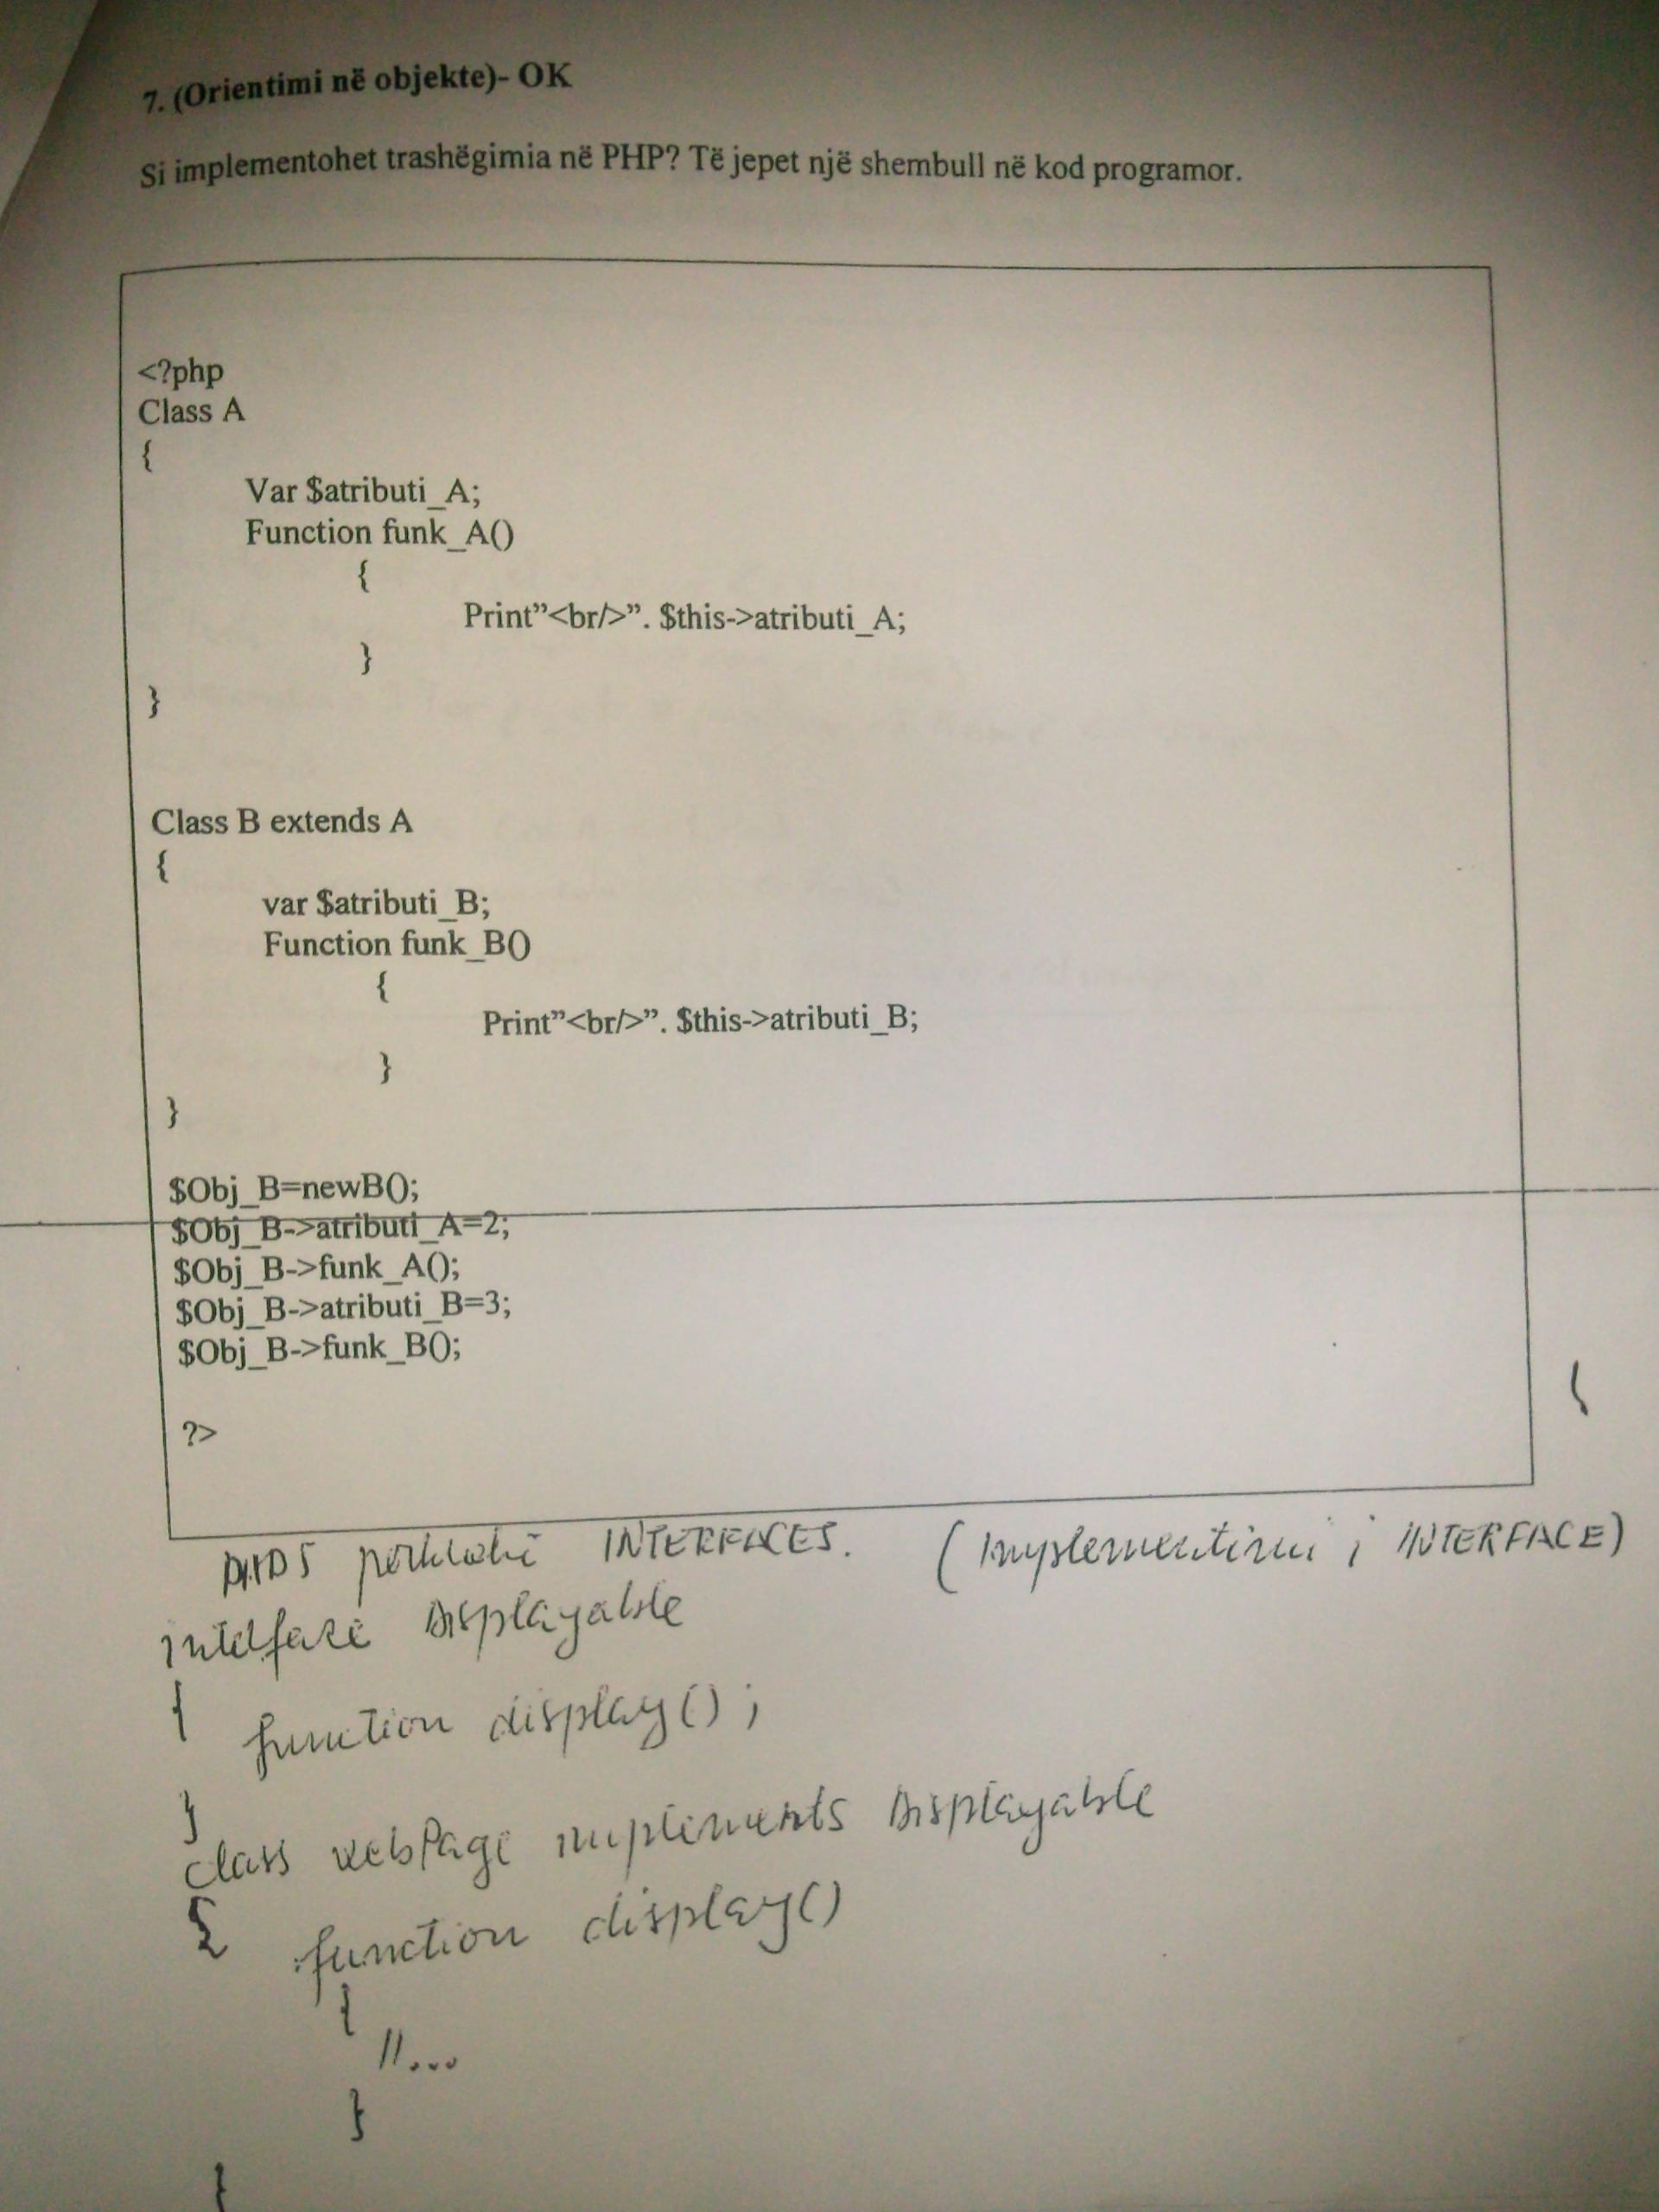 7. (Orientimi në objekte)- OK
Si implementohet trashëgimia në PHP? Të jepet një shembull në kod programor.
<?php
Class A
{
Var $atributi_A;
Function funk_A()
{
Print”<br/>”. $this->atributi_A;
}
}
Class B extends A
{
var $atributi_B;
Function funk_B()
{
Print”<br/>”. $this->atributi_B;
}
}
$Obj_B=newB();
$Obj_B->atributi_A=2;
$Obj_B->funk_A();
$Obj_B->atributi_B=3;
$Obj_B->funk_B();
?>
INTERFACES. (Implementimi i INTERFACE)
interface Displayable
{
function display();
}
class webPage implements Displayable
{
function display()
{
//...
}
}